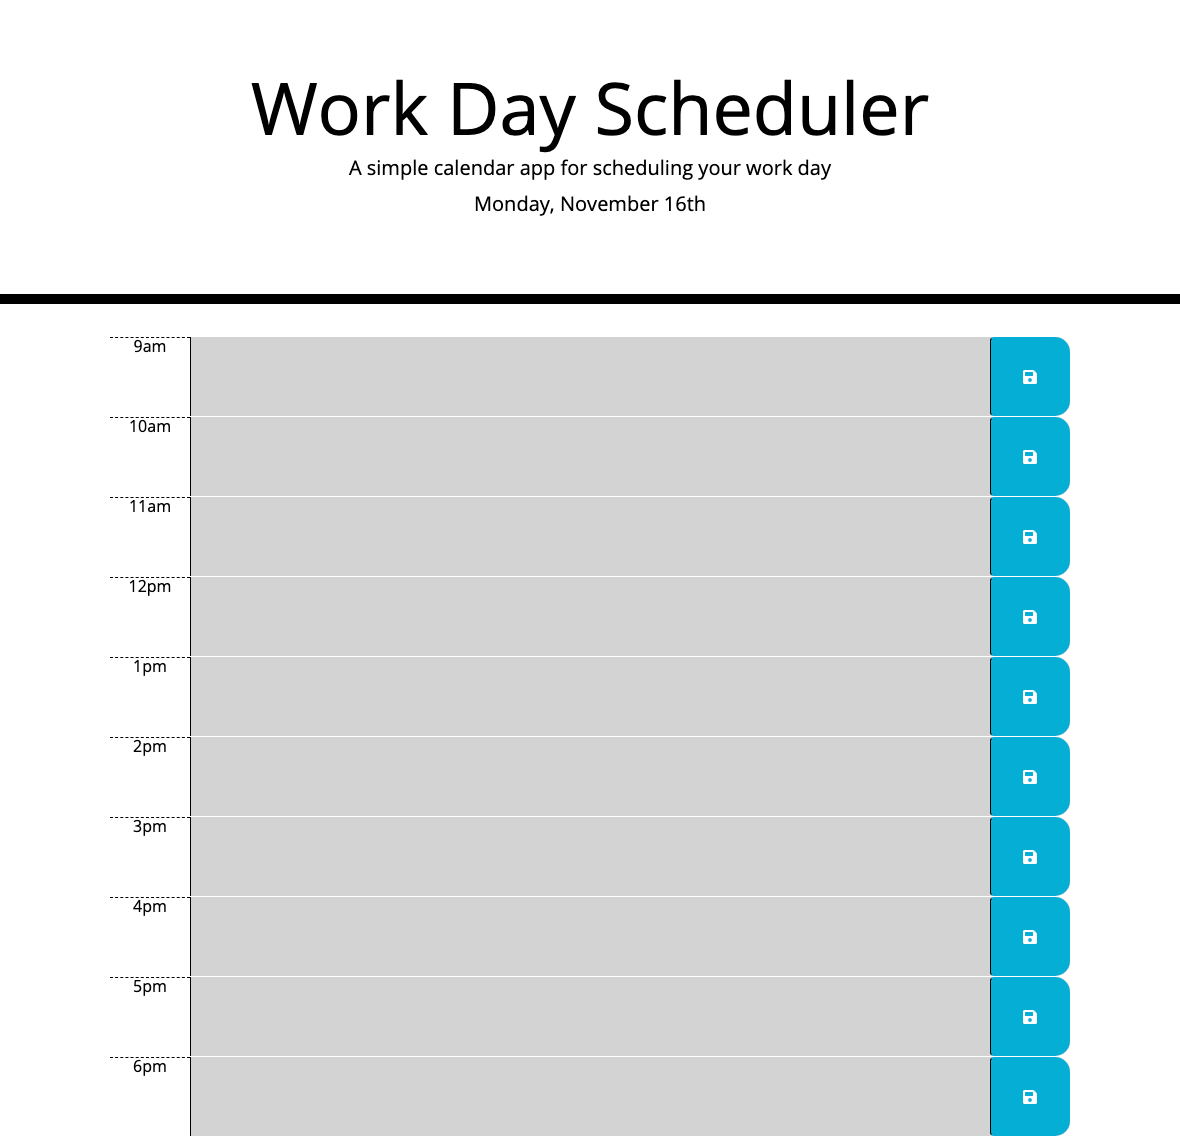 Work Day Scheduler
A simple calendar app for scheduling your work day
Monday, November 16th
9am
10am
11am
12pm
1pm
2pm
3pm
4pm
5pm
6pm